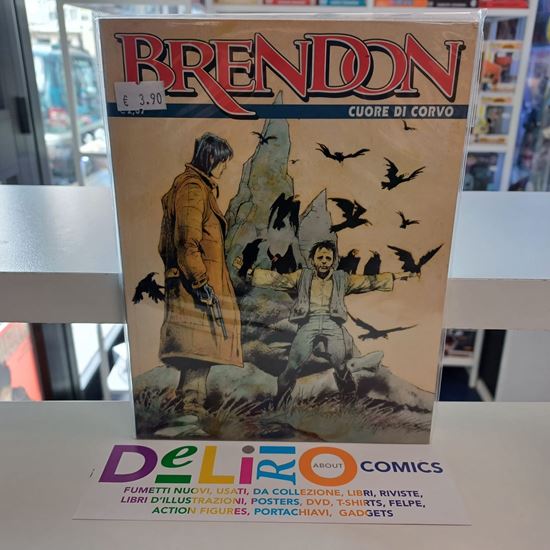 BRENDON
€ 3.90
CUORE DI CORVO
DeLiRiO
ABOUT
COMICS
FUMETTI NUOVI, USATI, DA COLLEZIONE, LIBRI, RIVISTE,
LIBRI D'ILLUSTRAZIONI, POSTERS, DVD, T-SHIRTS, FELPE,
ACTION FIGURES, PORTACHIAVI, GADGETS